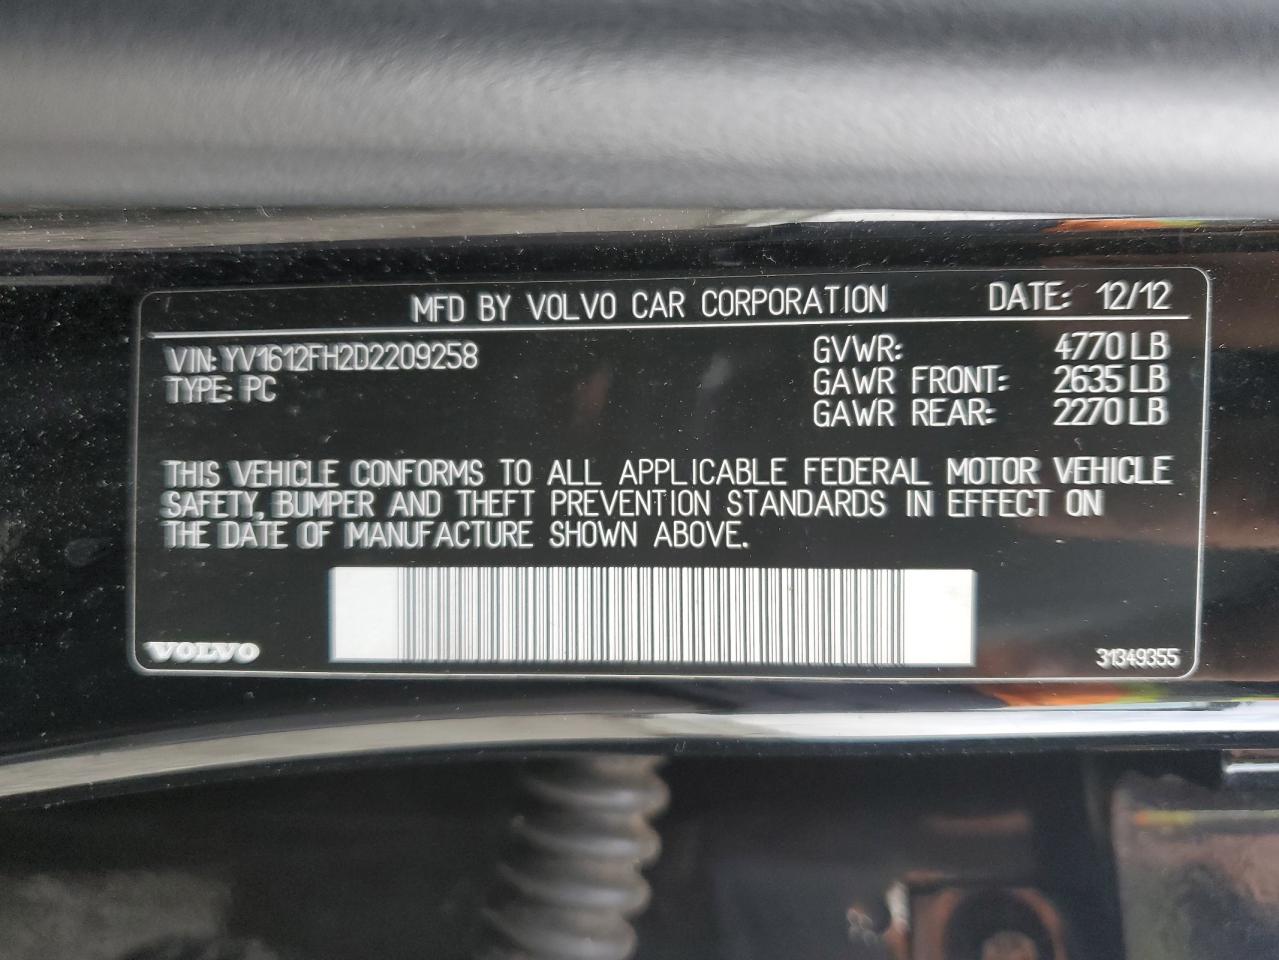 MFD BY VOLVO CAR CORPORATION DATE: 12/12
VIN: YV1612FH2D2209258 GVWR: 4770 LB
TYPE: PC GAWR FRONT: 2635 LB
GAWR REAR: 2270 LB
THIS VEHICLE CONFORMS TO ALL APPLICABLE FEDERAL MOTOR VEHICLE
SAFETY, BUMPER AND THEFT PREVENTION STANDARDS IN EFFECT ON
THE DATE OF MANUFACTURE SHOWN ABOVE.
VOLVO 31349355